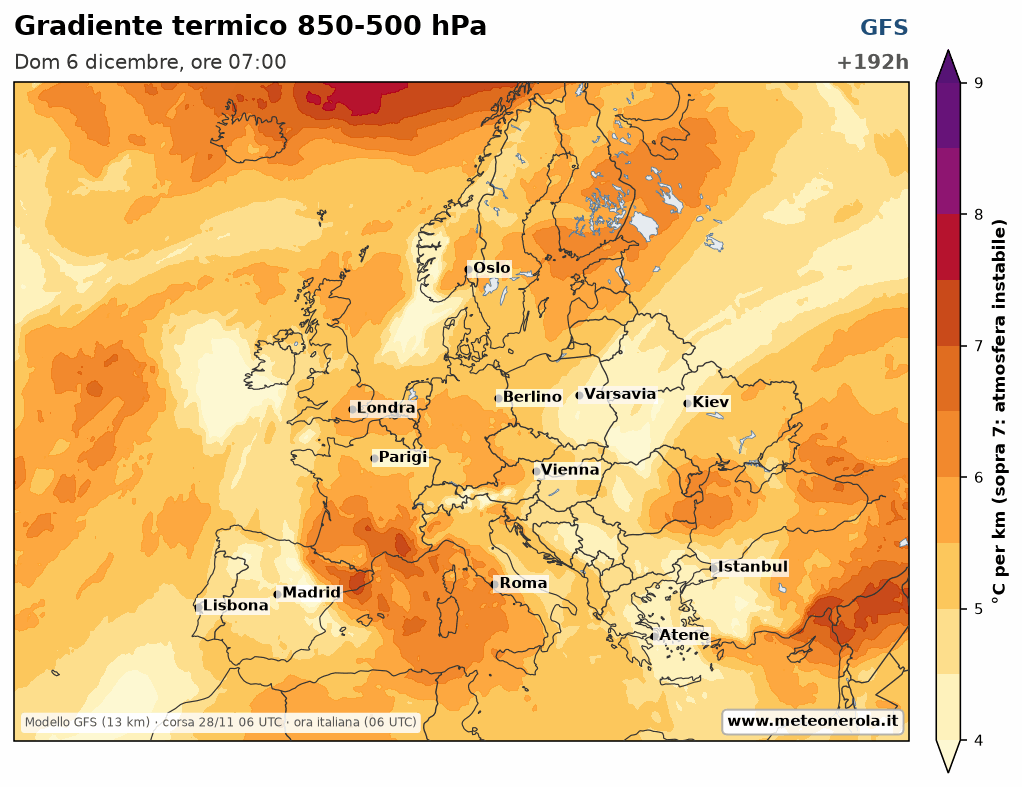 Gradiente termico 850-500 hPa
GFS
Dom 6 dicembre, ore 07:00
+192h
Oslo
Berlino
Varsavia
Kiev
Londra
Parigi
Vienna
Istanbul
Roma
Madrid
Lisbona
Atene
Modello GFS (13 km) · corsa 28/11 06 UTC · ora italiana (06 UTC)
www.meteonerola.it
9
8
7
6
5
4
°C per km (sopra 7: atmosfera instabile)